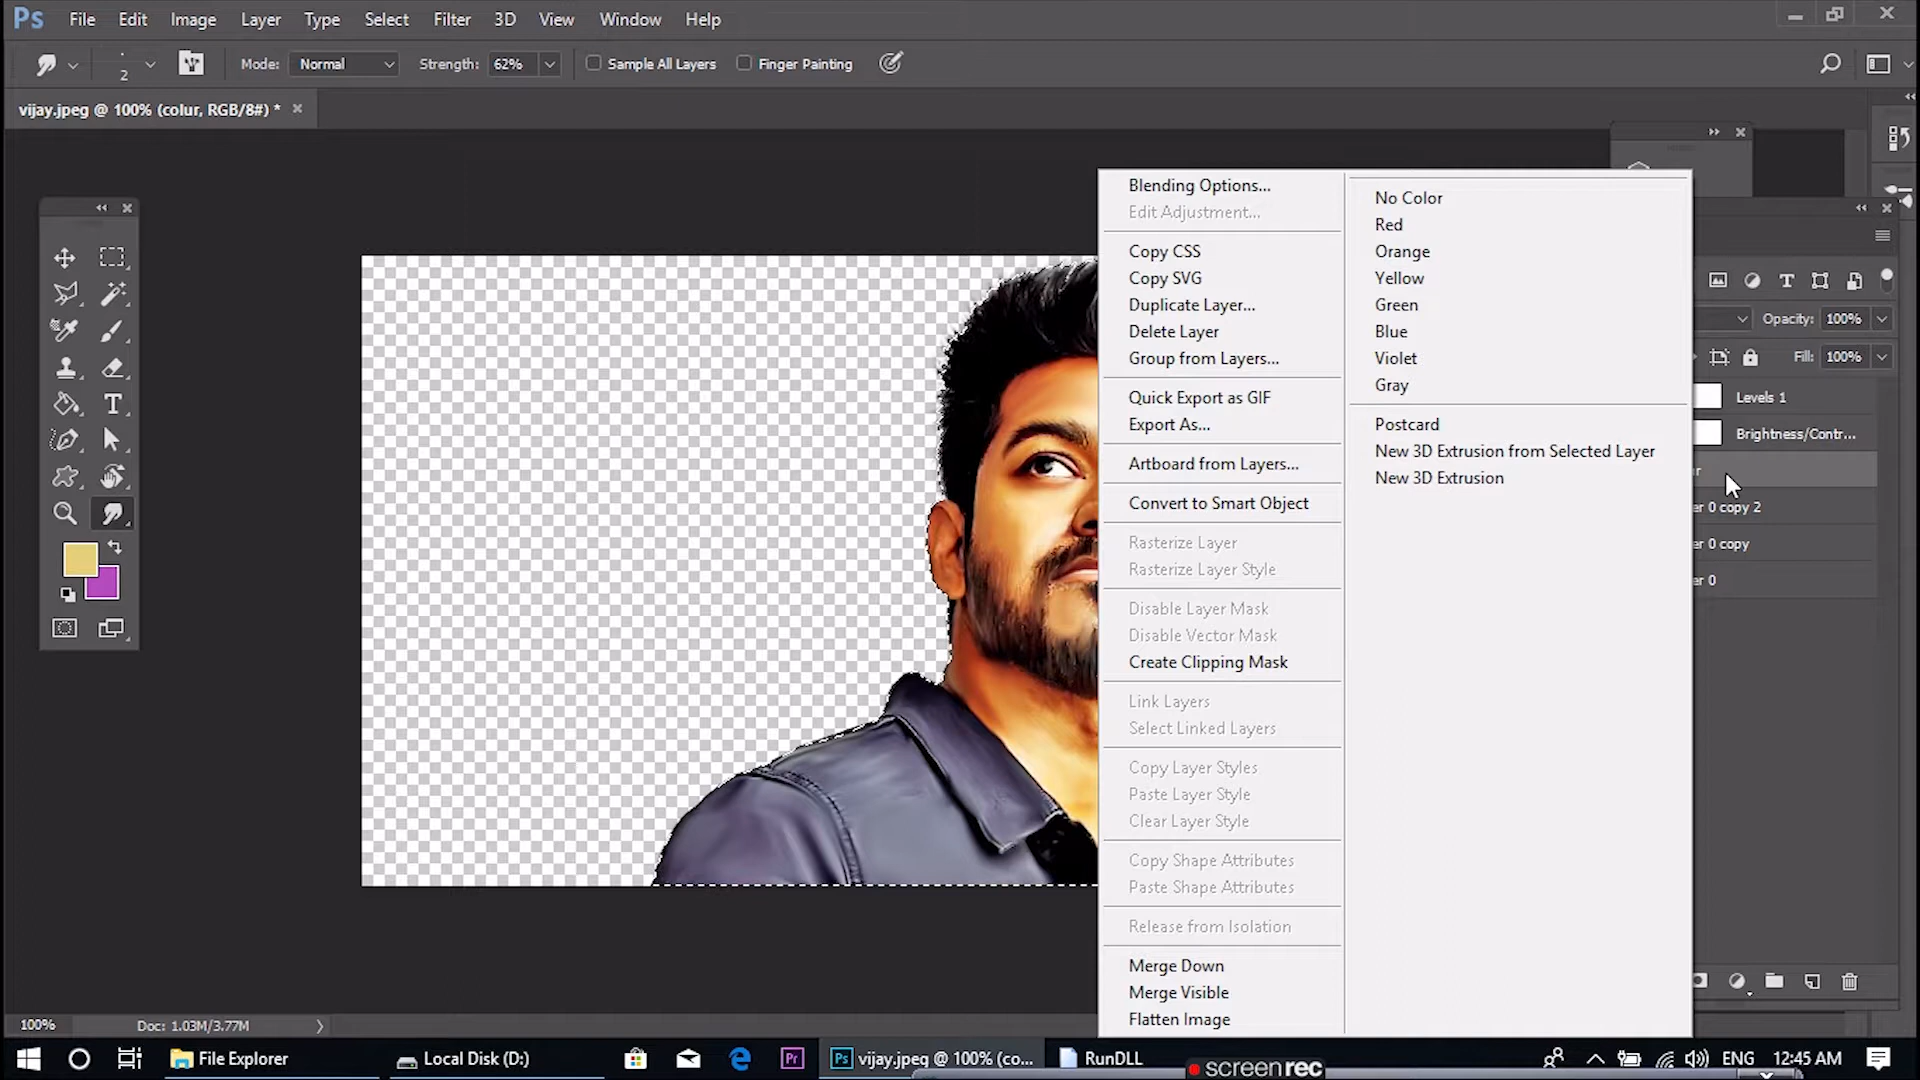 Ps File Edit Image Layer Type Select Filter 3D View Window Help
2 Mode: Normal Strength: 62% Sample All Layers Finger Painting
vijay.jpeg @ 100% (colur, RGB/8#) *
Blending Options...
Edit Adjustment...
Copy CSS
Copy SVG
Duplicate Layer...
Delete Layer
Group from Layers...
Quick Export as GIF
Export As...
Artboard from Layers...
Convert to Smart Object
Rasterize Layer
Rasterize Layer Style
Disable Layer Mask
Disable Vector Mask
Create Clipping Mask
Link Layers
Select Linked Layers
Copy Layer Styles
Paste Layer Style
Clear Layer Style
Copy Shape Attributes
Paste Shape Attributes
Release from Isolation
Merge Down
Merge Visible
Flatten Image
No Color
Red
Orange
Yellow
Green
Blue
Violet
Gray
Postcard
New 3D Extrusion from Selected Layer
New 3D Extrusion
Opacity: 100%
Fill: 100%
Levels 1
Brightness/Contr...
r
er 0 copy 2
er 0 copy
er 0
100% Doc: 1.03M/3.77M
File Explorer Local Disk (D:) Pr Ps vijay.jpeg @ 100% (co... RunDLL ENG 12:45 AM
screenrec